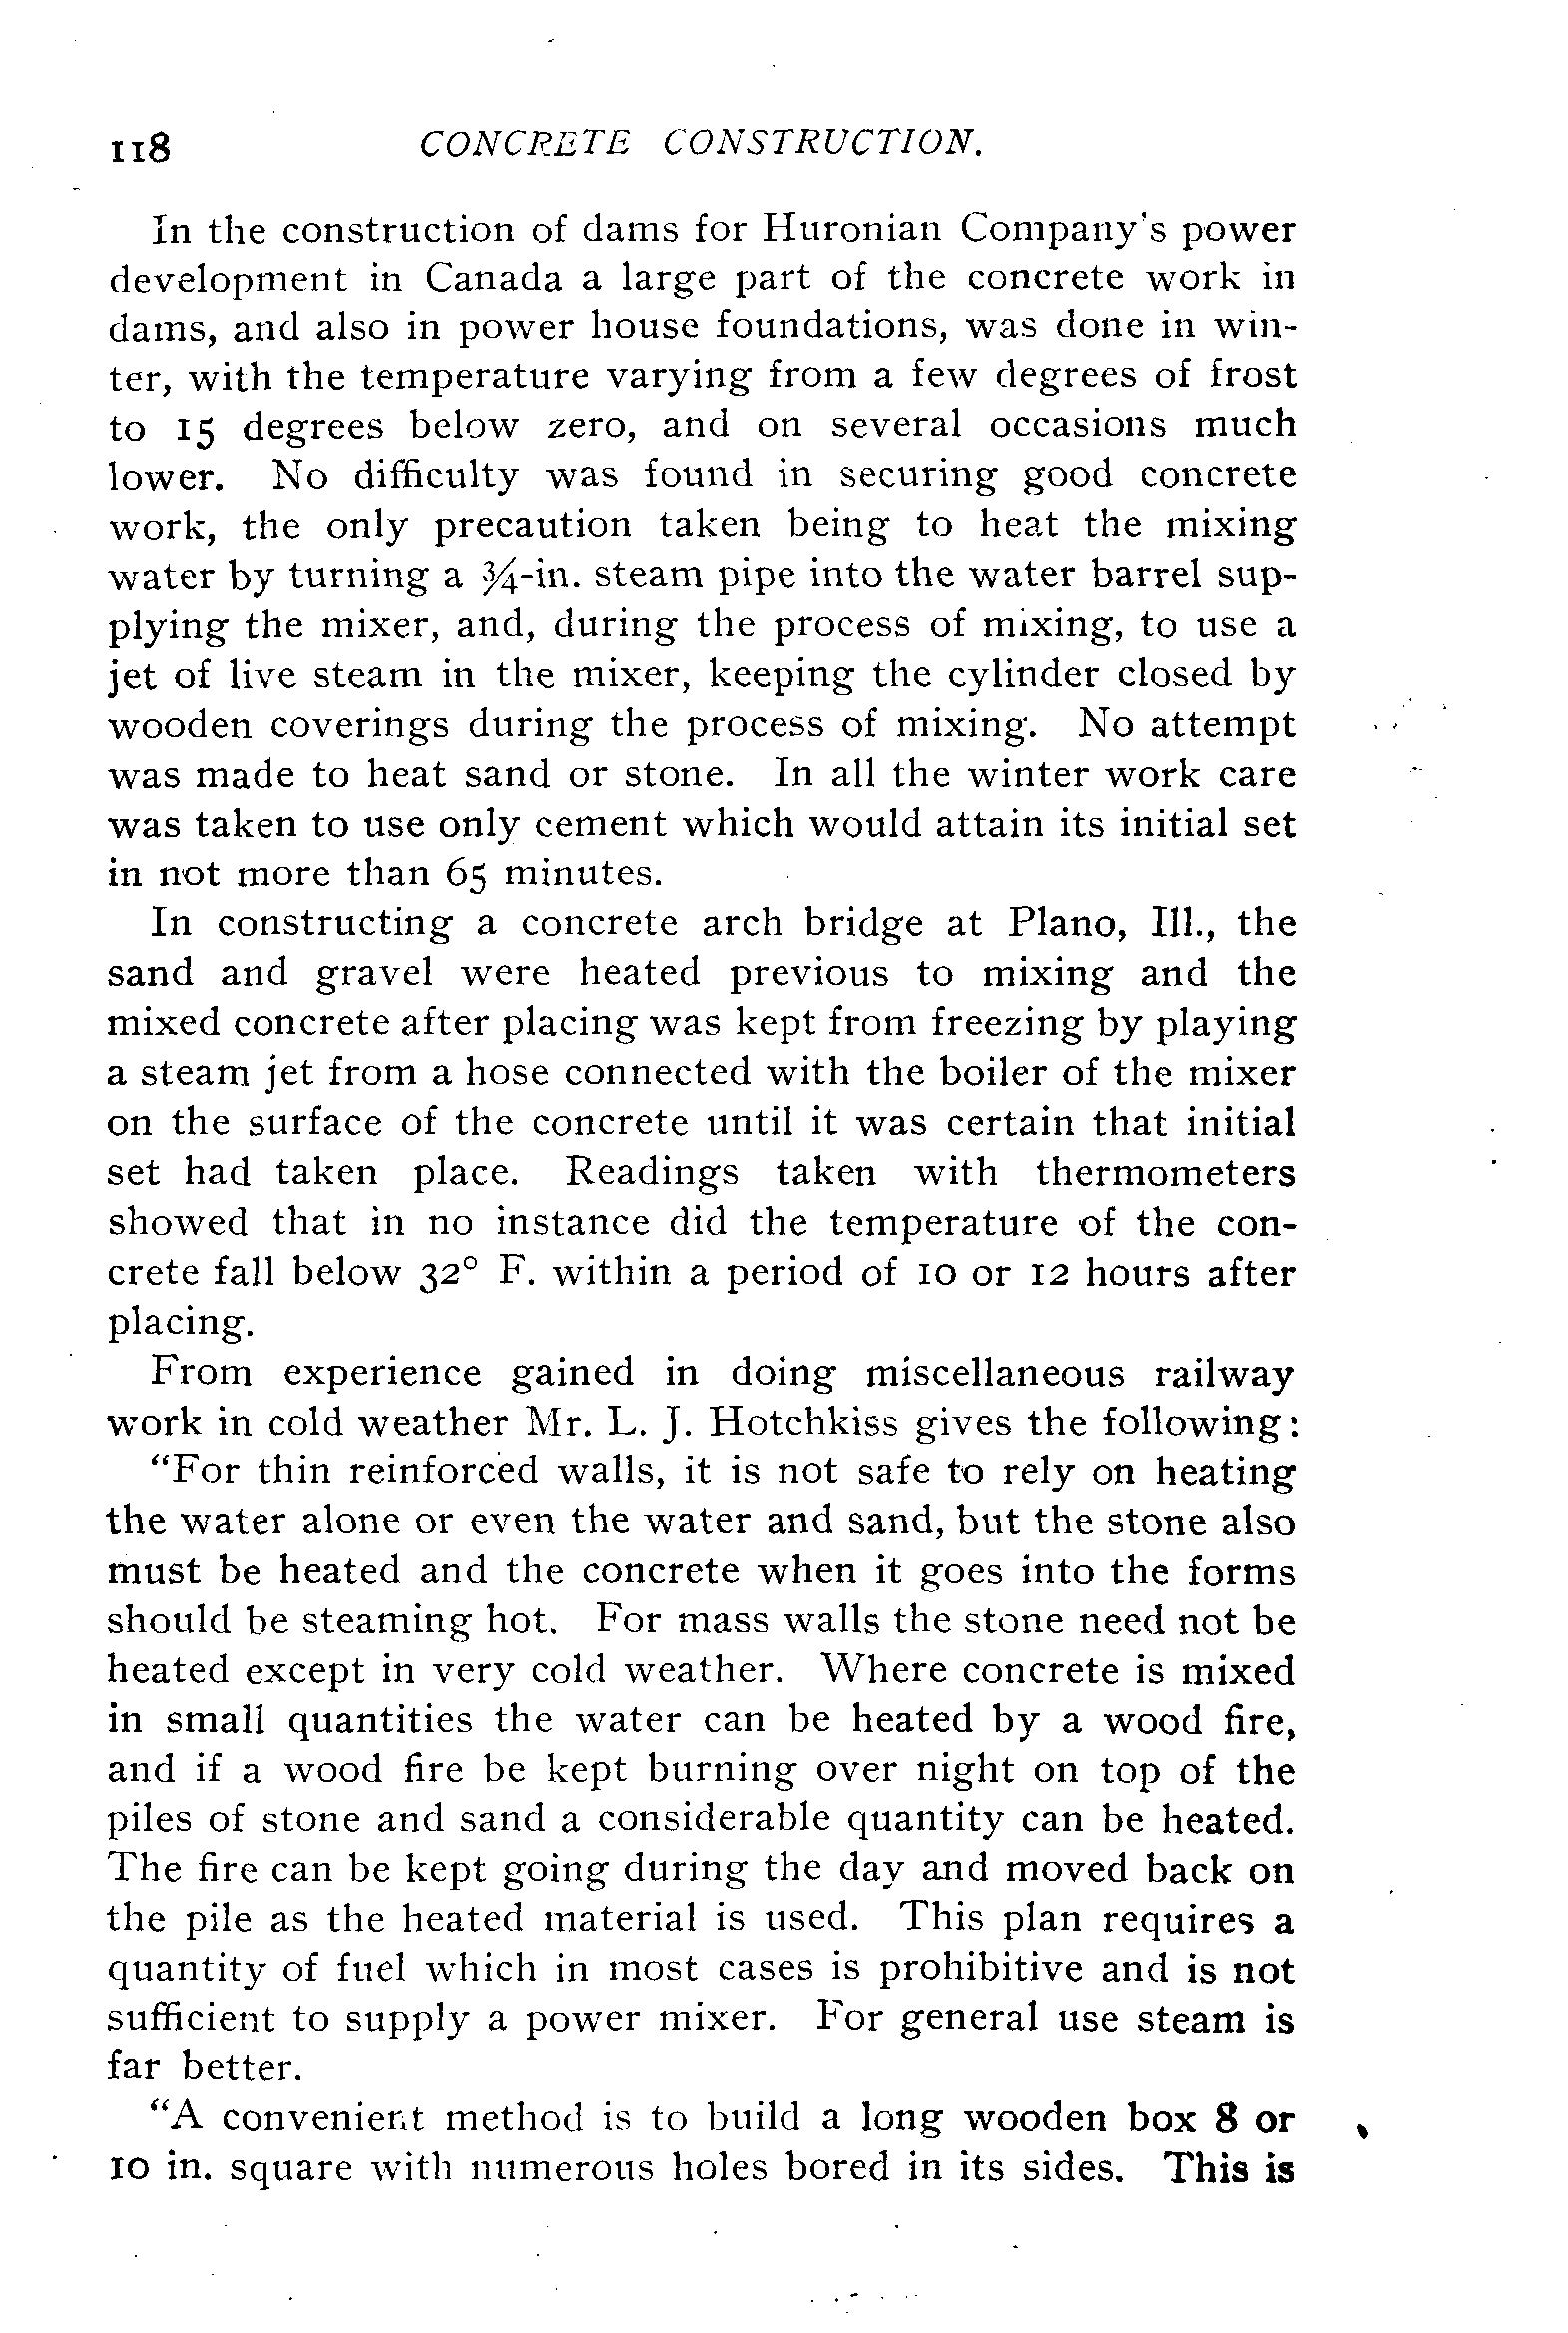 118 CONCRETE CONSTRUCTION.
In the construction of dams for Huronian Company's power
development in Canada a large part of the concrete work in
dams, and also in power house foundations, was done in win-
ter, with the temperature varying from a few degrees of frost
to 15 degrees below zero, and on several occasions much
lower. No difficulty was found in securing good concrete
work, the only precaution taken being to heat the mixing
water by turning a ¾-in. steam pipe into the water barrel sup-
plying the mixer, and, during the process of mixing, to use a
jet of live steam in the mixer, keeping the cylinder closed by
wooden coverings during the process of mixing. No attempt
was made to heat sand or stone. In all the winter work care
was taken to use only cement which would attain its initial set
in not more than 65 minutes.
In constructing a concrete arch bridge at Plano, Ill., the
sand and gravel were heated previous to mixing and the
mixed concrete after placing was kept from freezing by playing
a steam jet from a hose connected with the boiler of the mixer
on the surface of the concrete until it was certain that initial
set had taken place. Readings taken with thermometers
showed that in no instance did the temperature of the con-
crete fall below 32° F. within a period of 10 or 12 hours after
placing.
From experience gained in doing miscellaneous railway
work in cold weather Mr. L. J. Hotchkiss gives the following:
"For thin reinforced walls, it is not safe to rely on heating
the water alone or even the water and sand, but the stone also
must be heated and the concrete when it goes into the forms
should be steaming hot. For mass walls the stone need not be
heated except in very cold weather. Where concrete is mixed
in small quantities the water can be heated by a wood fire,
and if a wood fire be kept burning over night on top of the
piles of stone and sand a considerable quantity can be heated.
The fire can be kept going during the day and moved back on
the pile as the heated material is used. This plan requires a
quantity of fuel which in most cases is prohibitive and is not
sufficient to supply a power mixer. For general use steam is
far better.
"A convenient method is to build a long wooden box 8 or
10 in. square with numerous holes bored in its sides. This is